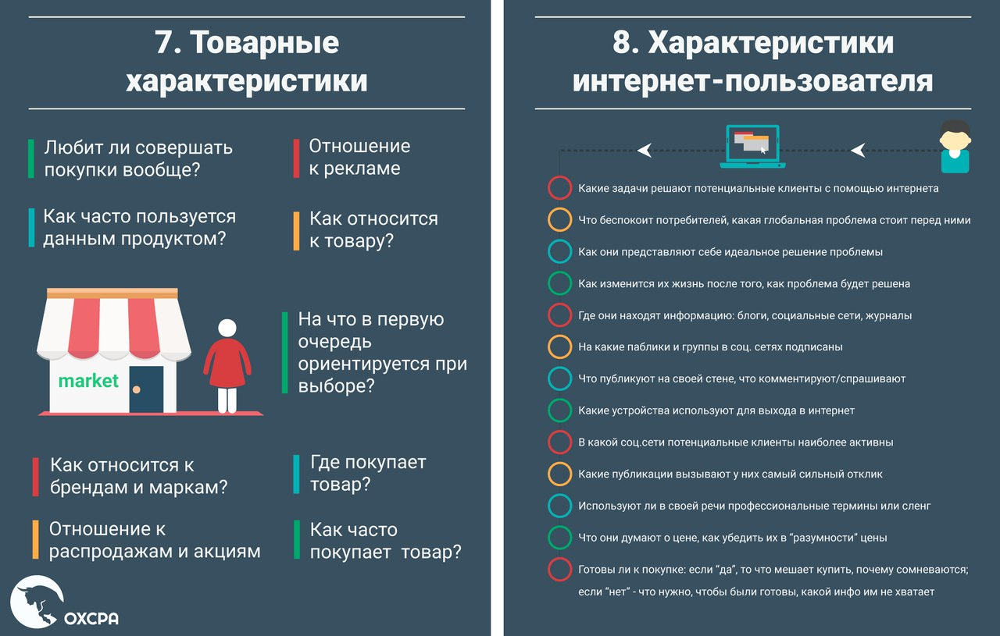 7. Товарные
характеристики
Любит ли совершать
покупки вообще?
Отношение
к рекламе
Как часто пользуется
данным продуктом?
Как относится
к товару?
market
На что в первую
очередь
ориентируется при
выборе?
Как относится к
брендам и маркам?
Где покупает
товар?
Отношение к
распродажам и акциям
Как часто
покупает товар?
OXCPA
8. Характеристики
интернет-пользователя
Какие задачи решают потенциальные клиенты с помощью интернета
Что беспокоит потребителей, какая глобальная проблема стоит перед ними
Как они представляют себе идеальное решение проблемы
Как изменится их жизнь после того, как проблема будет решена
Где они находят информацию: блоги, социальные сети, журналы
На какие паблики и группы в соц. сетях подписаны
Что публикуют на своей стене, что комментируют/спрашивают
Какие устройства используют для выхода в интернет
В какой соц.сети потенциальные клиенты наиболее активны
Какие публикации вызывают у них самый сильный отклик
Используют ли в своей речи профессиональные термины или сленг
Что они думают о цене, как убедить их в “разумности” цены
Готовы ли к покупке: если “да”, то что мешает купить, почему сомневаются;
если “нет” - что нужно, чтобы были готовы, какой инфо им не хватает